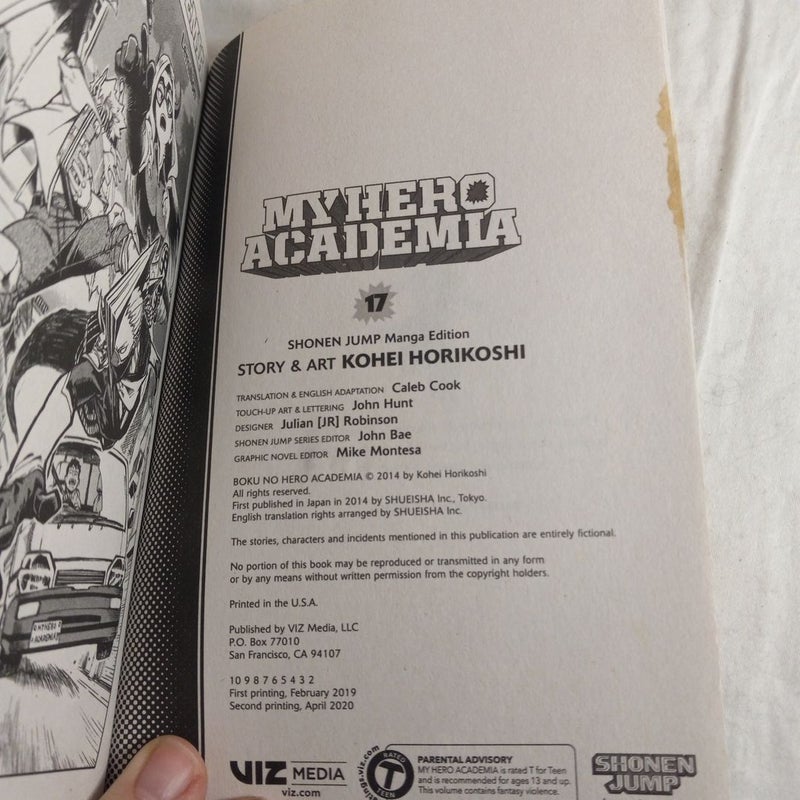 MY HERO
ACADEMIA
17
SHONEN JUMP Manga Edition
STORY & ART KOHEI HORIKOSHI
TRANSLATION & ENGLISH ADAPTATION Caleb Cook
TOUCH-UP ART & LETTERING John Hunt
DESIGNER Julian [JR] Robinson
SHONEN JUMP SERIES EDITOR John Bae
GRAPHIC NOVEL EDITOR Mike Montesa
BOKU NO HERO ACADEMIA © 2014 by Kohei Horikoshi
All rights reserved.
First published in Japan in 2014 by SHUEISHA Inc., Tokyo.
English translation rights arranged by SHUEISHA Inc.
The stories, characters and incidents mentioned in this publication are entirely fictional.
No portion of this book may be reproduced or transmitted in any form
or by any means without written permission from the copyright holders.
Printed in the U.S.A.
Published by VIZ Media, LLC
P.O. Box 77010
San Francisco, CA 94107
10 9 8 7 6 5 4 3 2
First printing, February 2019
Second printing, April 2020
VIZ MEDIA
viz.com
ratings.viz.com
RATED
T
TEEN
PARENTAL ADVISORY
MY HERO ACADEMIA is rated T for Teen
and is recommended for ages 13 and up.
This volume contains fantasy violence.
SHONEN
JUMP
MYHERO
ACADEMIA